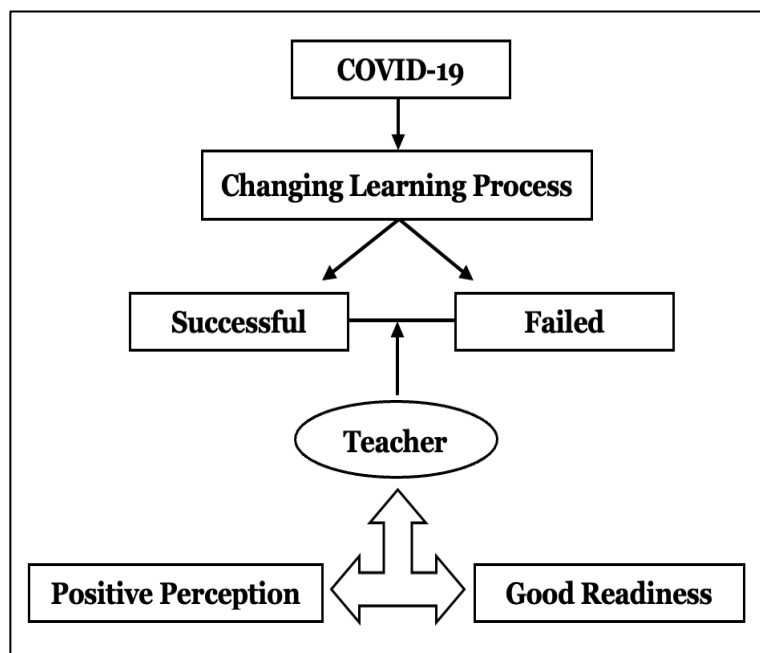 COVID-19
Changing Learning Process
Successful
Failed
Teacher
Positive Perception
Good Readiness